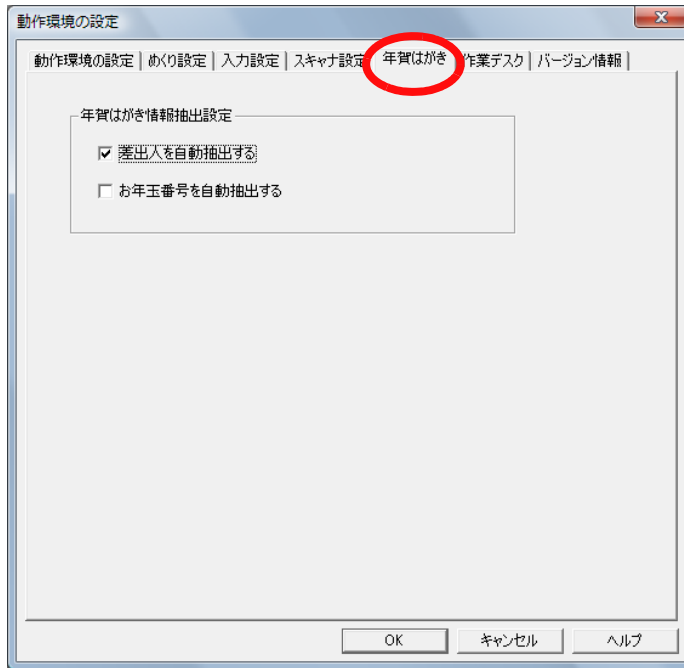 動作環境の設定
動作環境の設定 めくり設定 入力設定 スキャナ設定 年賀はがき 作業デスク バージョン情報
年賀はがき情報抽出設定
差出人を自動抽出する
お年玉番号を自動抽出する
OK キャンセル ヘルプ